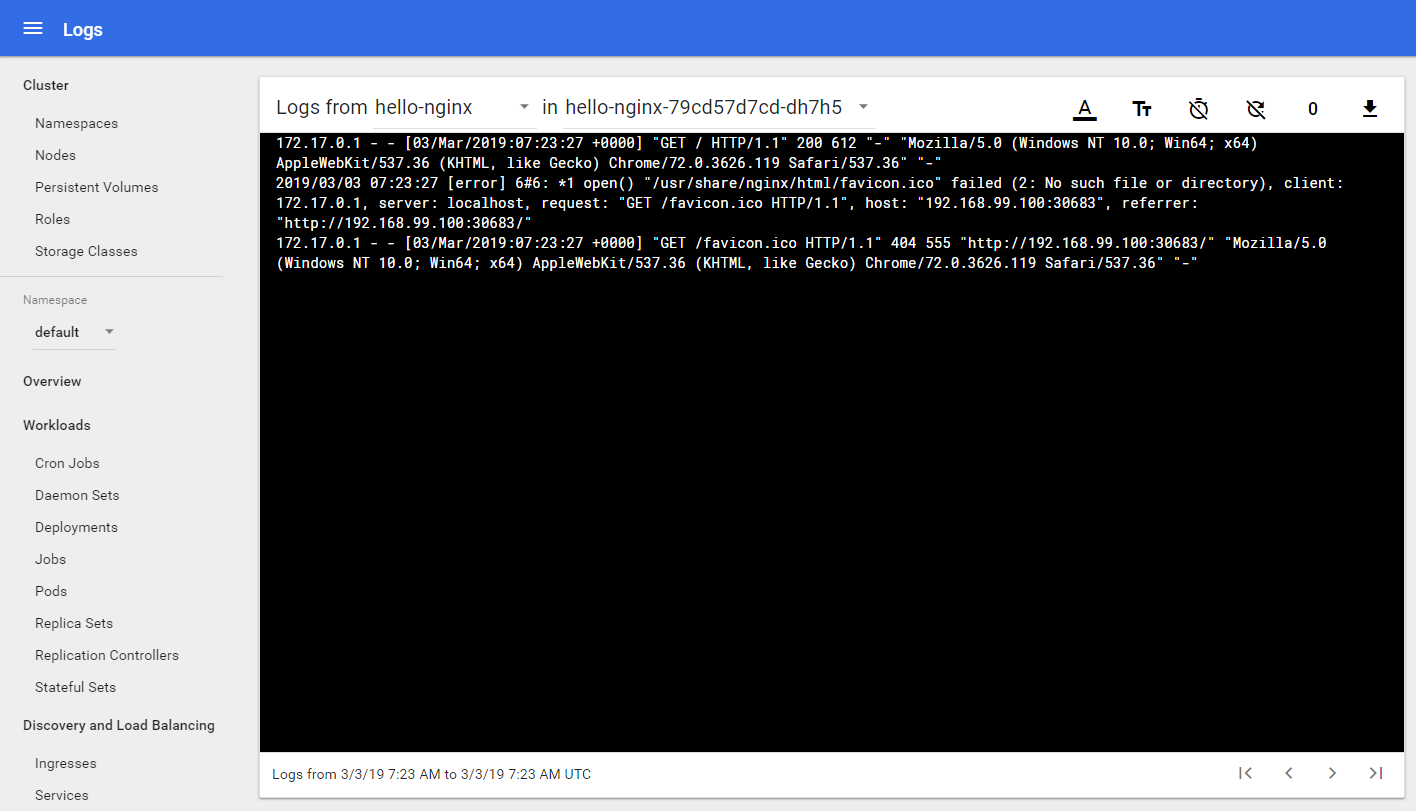 Logs
Cluster
Namespaces
Nodes
Persistent Volumes
Roles
Storage Classes
Namespace
default
Overview
Workloads
Cron Jobs
Daemon Sets
Deployments
Jobs
Pods
Replica Sets
Replication Controllers
Stateful Sets
Discovery and Load Balancing
Ingresses
Services
Logs from hello-nginx in hello-nginx-79cd57d7cd-dh7h5 A TT 0
172.17.0.1 - - [03/Mar/2019:07:23:27 +0000] "GET / HTTP/1.1" 200 612 "-" "Mozilla/5.0 (Windows NT 10.0; Win64; x64)
AppleWebKit/537.36 (KHTML, like Gecko) Chrome/72.0.3626.119 Safari/537.36" "-"
2019/03/03 07:23:27 [error] 6#6: *1 open() "/usr/share/nginx/html/favicon.ico" failed (2: No such file or directory), client:
172.17.0.1, server: localhost, request: "GET /favicon.ico HTTP/1.1", host: "192.168.99.100:30683", referrer:
"http://192.168.99.100:30683/"
172.17.0.1 - - [03/Mar/2019:07:23:27 +0000] "GET /favicon.ico HTTP/1.1" 404 555 "http://192.168.99.100:30683/" "Mozilla/5.0
(Windows NT 10.0; Win64; x64) AppleWebKit/537.36 (KHTML, like Gecko) Chrome/72.0.3626.119 Safari/537.36" "-"
Logs from 3/3/19 7:23 AM to 3/3/19 7:23 AM UTC